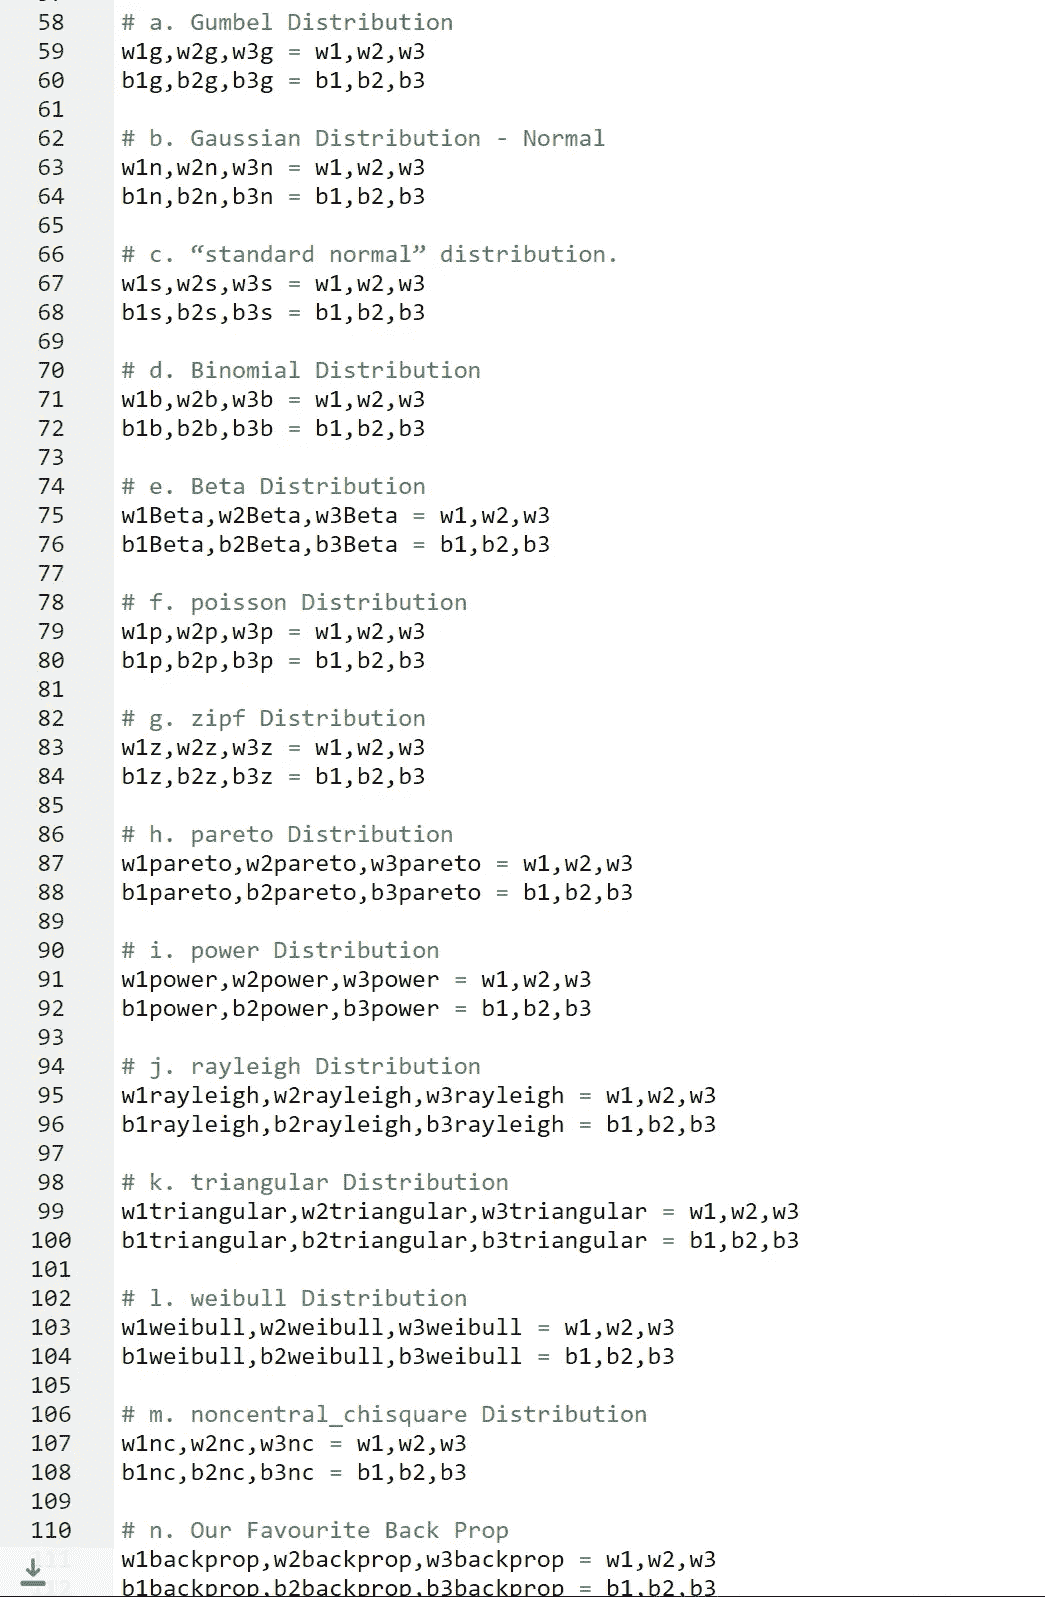 58 # a. Gumbel Distribution
59 w1g,w2g,w3g = w1,w2,w3
60 b1g,b2g,b3g = b1,b2,b3
61
62 # b. Gaussian Distribution - Normal
63 w1n,w2n,w3n = w1,w2,w3
64 b1n,b2n,b3n = b1,b2,b3
65
66 # c. “standard normal” distribution.
67 w1s,w2s,w3s = w1,w2,w3
68 b1s,b2s,b3s = b1,b2,b3
69
70 # d. Binomial Distribution
71 w1b,w2b,w3b = w1,w2,w3
72 b1b,b2b,b3b = b1,b2,b3
73
74 # e. Beta Distribution
75 w1Beta,w2Beta,w3Beta = w1,w2,w3
76 b1Beta,b2Beta,b3Beta = b1,b2,b3
77
78 # f. poisson Distribution
79 w1p,w2p,w3p = w1,w2,w3
80 b1p,b2p,b3p = b1,b2,b3
81
82 # g. zipf Distribution
83 w1z,w2z,w3z = w1,w2,w3
84 b1z,b2z,b3z = b1,b2,b3
85
86 # h. pareto Distribution
87 w1pareto,w2pareto,w3pareto = w1,w2,w3
88 b1pareto,b2pareto,b3pareto = b1,b2,b3
89
90 # i. power Distribution
91 w1power,w2power,w3power = w1,w2,w3
92 b1power,b2power,b3power = b1,b2,b3
93
94 # j. rayleigh Distribution
95 w1rayleigh,w2rayleigh,w3rayleigh = w1,w2,w3
96 b1rayleigh,b2rayleigh,b3rayleigh = b1,b2,b3
97
98 # k. triangular Distribution
99 w1triangular,w2triangular,w3triangular = w1,w2,w3
100 b1triangular,b2triangular,b3triangular = b1,b2,b3
101
102 # l. weibull Distribution
103 w1weibull,w2weibull,w3weibull = w1,w2,w3
104 b1weibull,b2weibull,b3weibull = b1,b2,b3
105
106 # m. noncentral_chisquare Distribution
107 w1nc,w2nc,w3nc = w1,w2,w3
108 b1nc,b2nc,b3nc = b1,b2,b3
109
110 # n. Our Favourite Back Prop
w1backprop,w2backprop,w3backprop = w1,w2,w3
b1backprop,b2backprop,b3backprop = b1,b2,b3